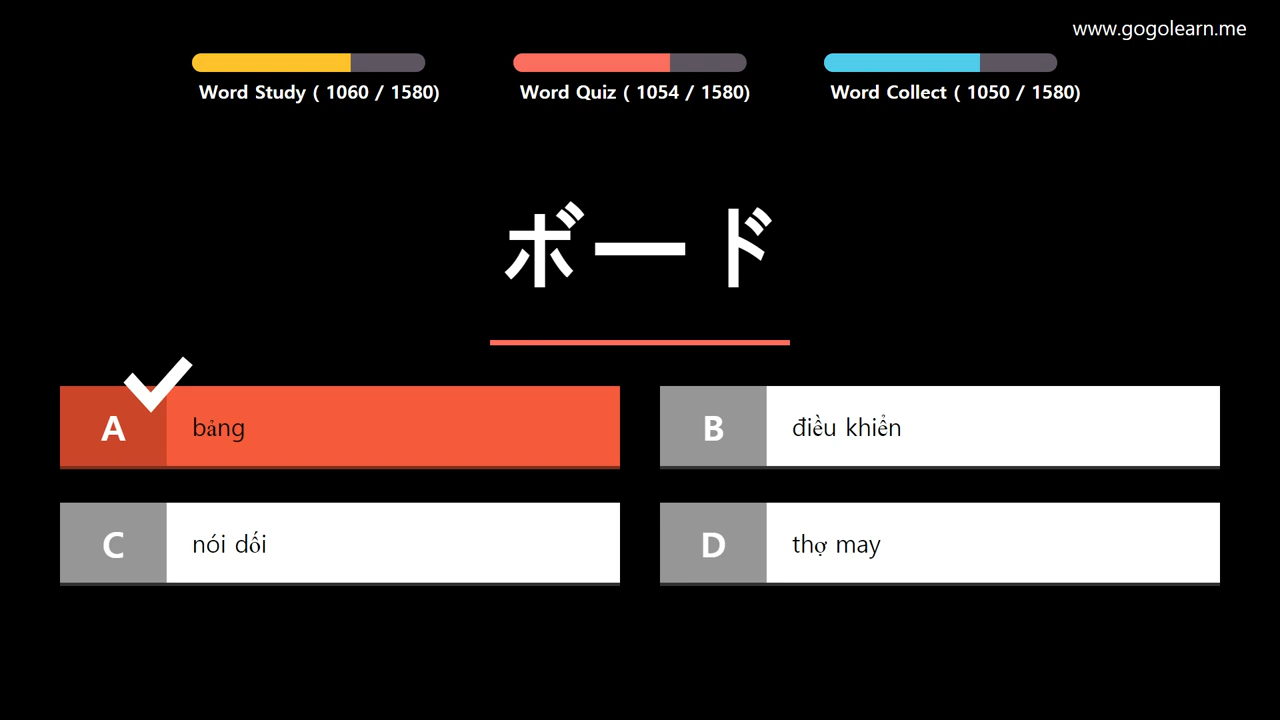 www.gogolearn.me
Word Study ( 1060 / 1580)
Word Quiz ( 1054 / 1580)
Word Collect ( 1050 / 1580)
ボード
A
bảng
B
điều khiển
C
nói dối
D
thợ may